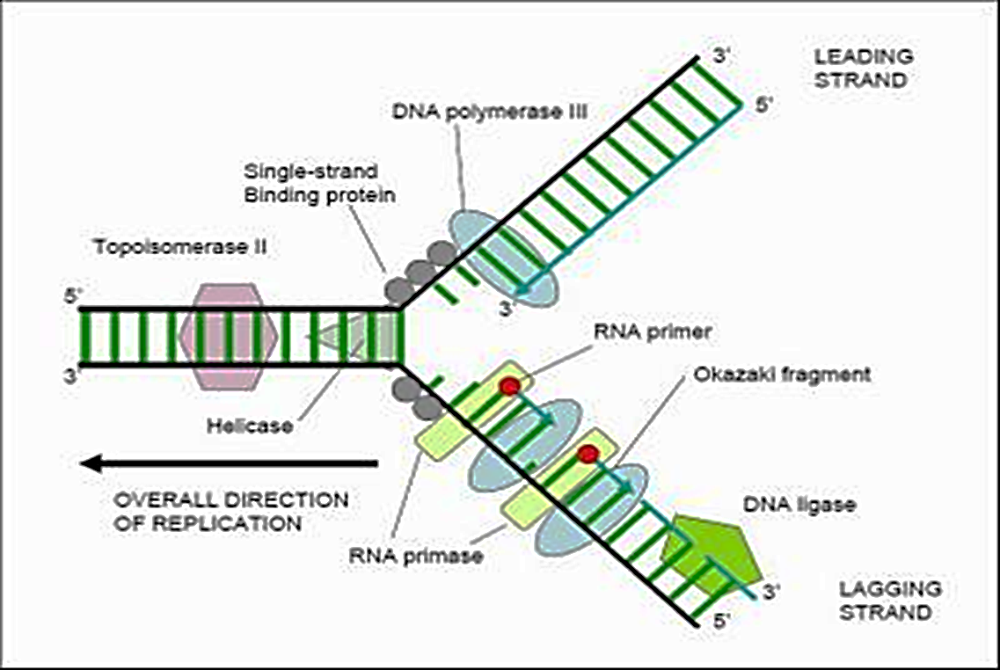 3'
LEADING
STRAND
5'
DNA polymerase III
Single-strand
Binding protein
Topoisomerase II
5'
3'
3'
RNA primer
Okazaki fragment
Helicase
OVERALL DIRECTION
OF REPLICATION
DNA ligase
RNA primase
3'
LAGGING
STRAND
5'